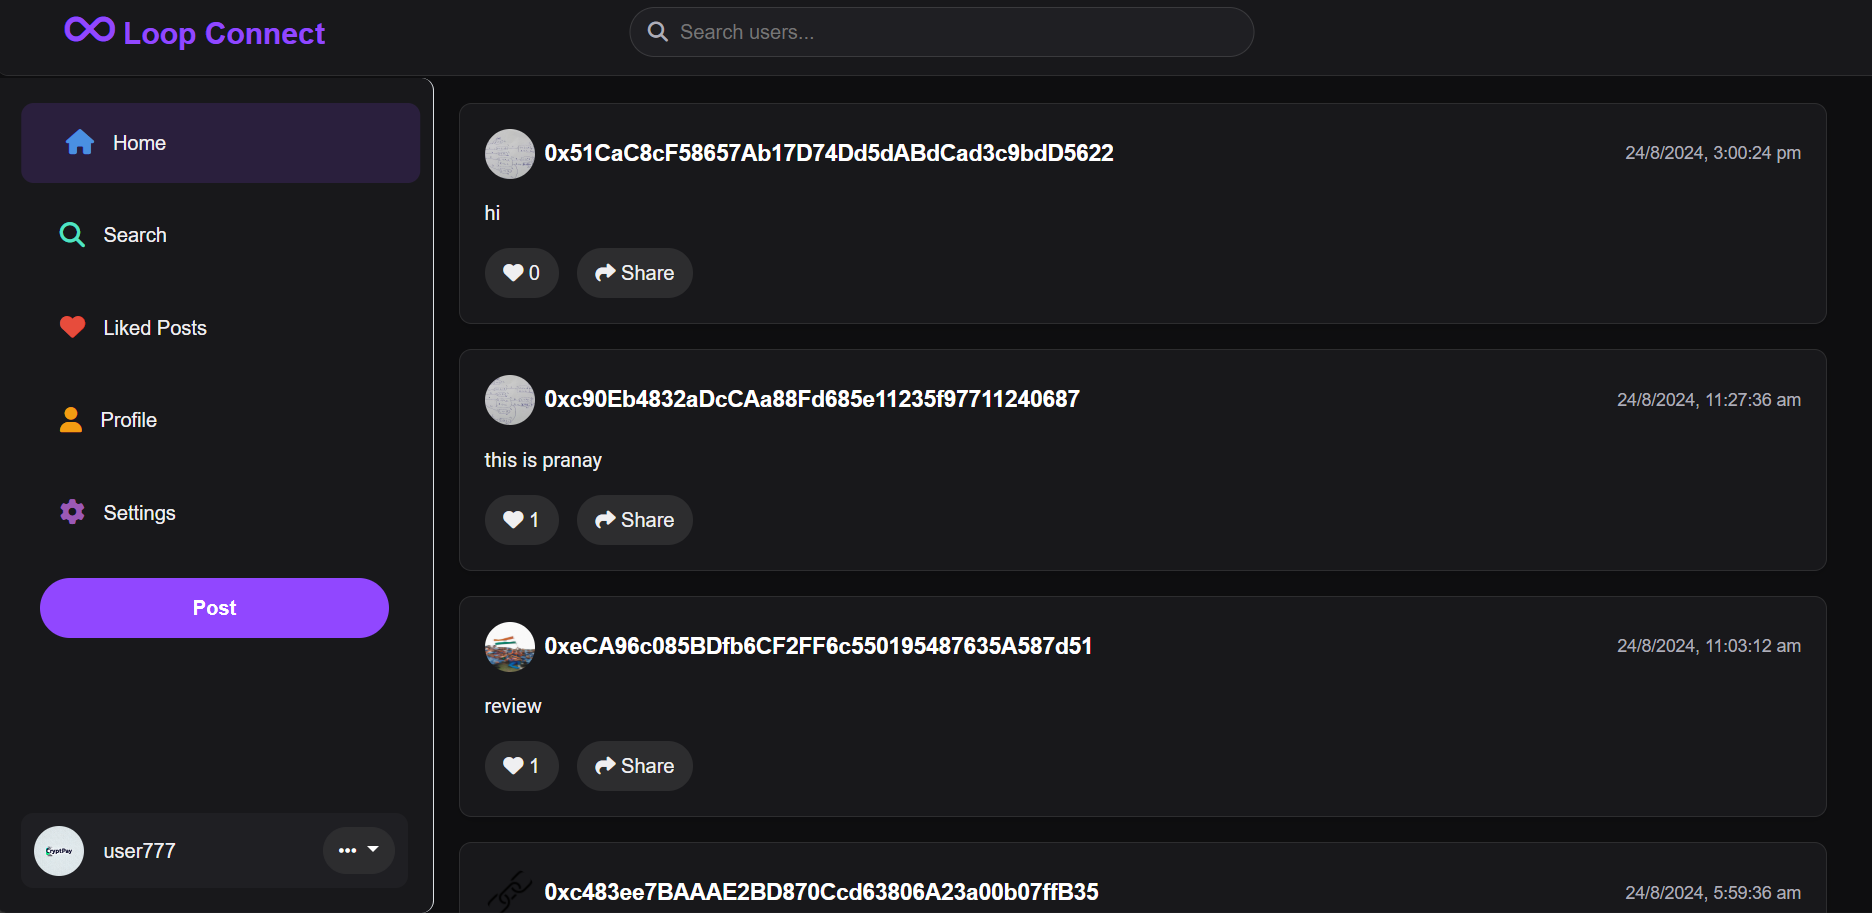 Loop Connect
Search users...
Home
Search
Liked Posts
Profile
Settings
Post
CryptPay
user777
0x51CaC8cF58657Ab17D74Dd5dABdCad3c9bdD5622
24/8/2024, 3:00:24 pm
hi
0
Share
0xc90Eb4832aDcCAa88Fd685e11235f97711240687
24/8/2024, 11:27:36 am
this is pranay
1
Share
0xeCA96c085BDfb6CF2FF6c550195487635A587d51
24/8/2024, 11:03:12 am
review
1
Share
0xc483ee7BAAAE2BD870Ccd63806A23a00b07ffB35
24/8/2024, 5:59:36 am